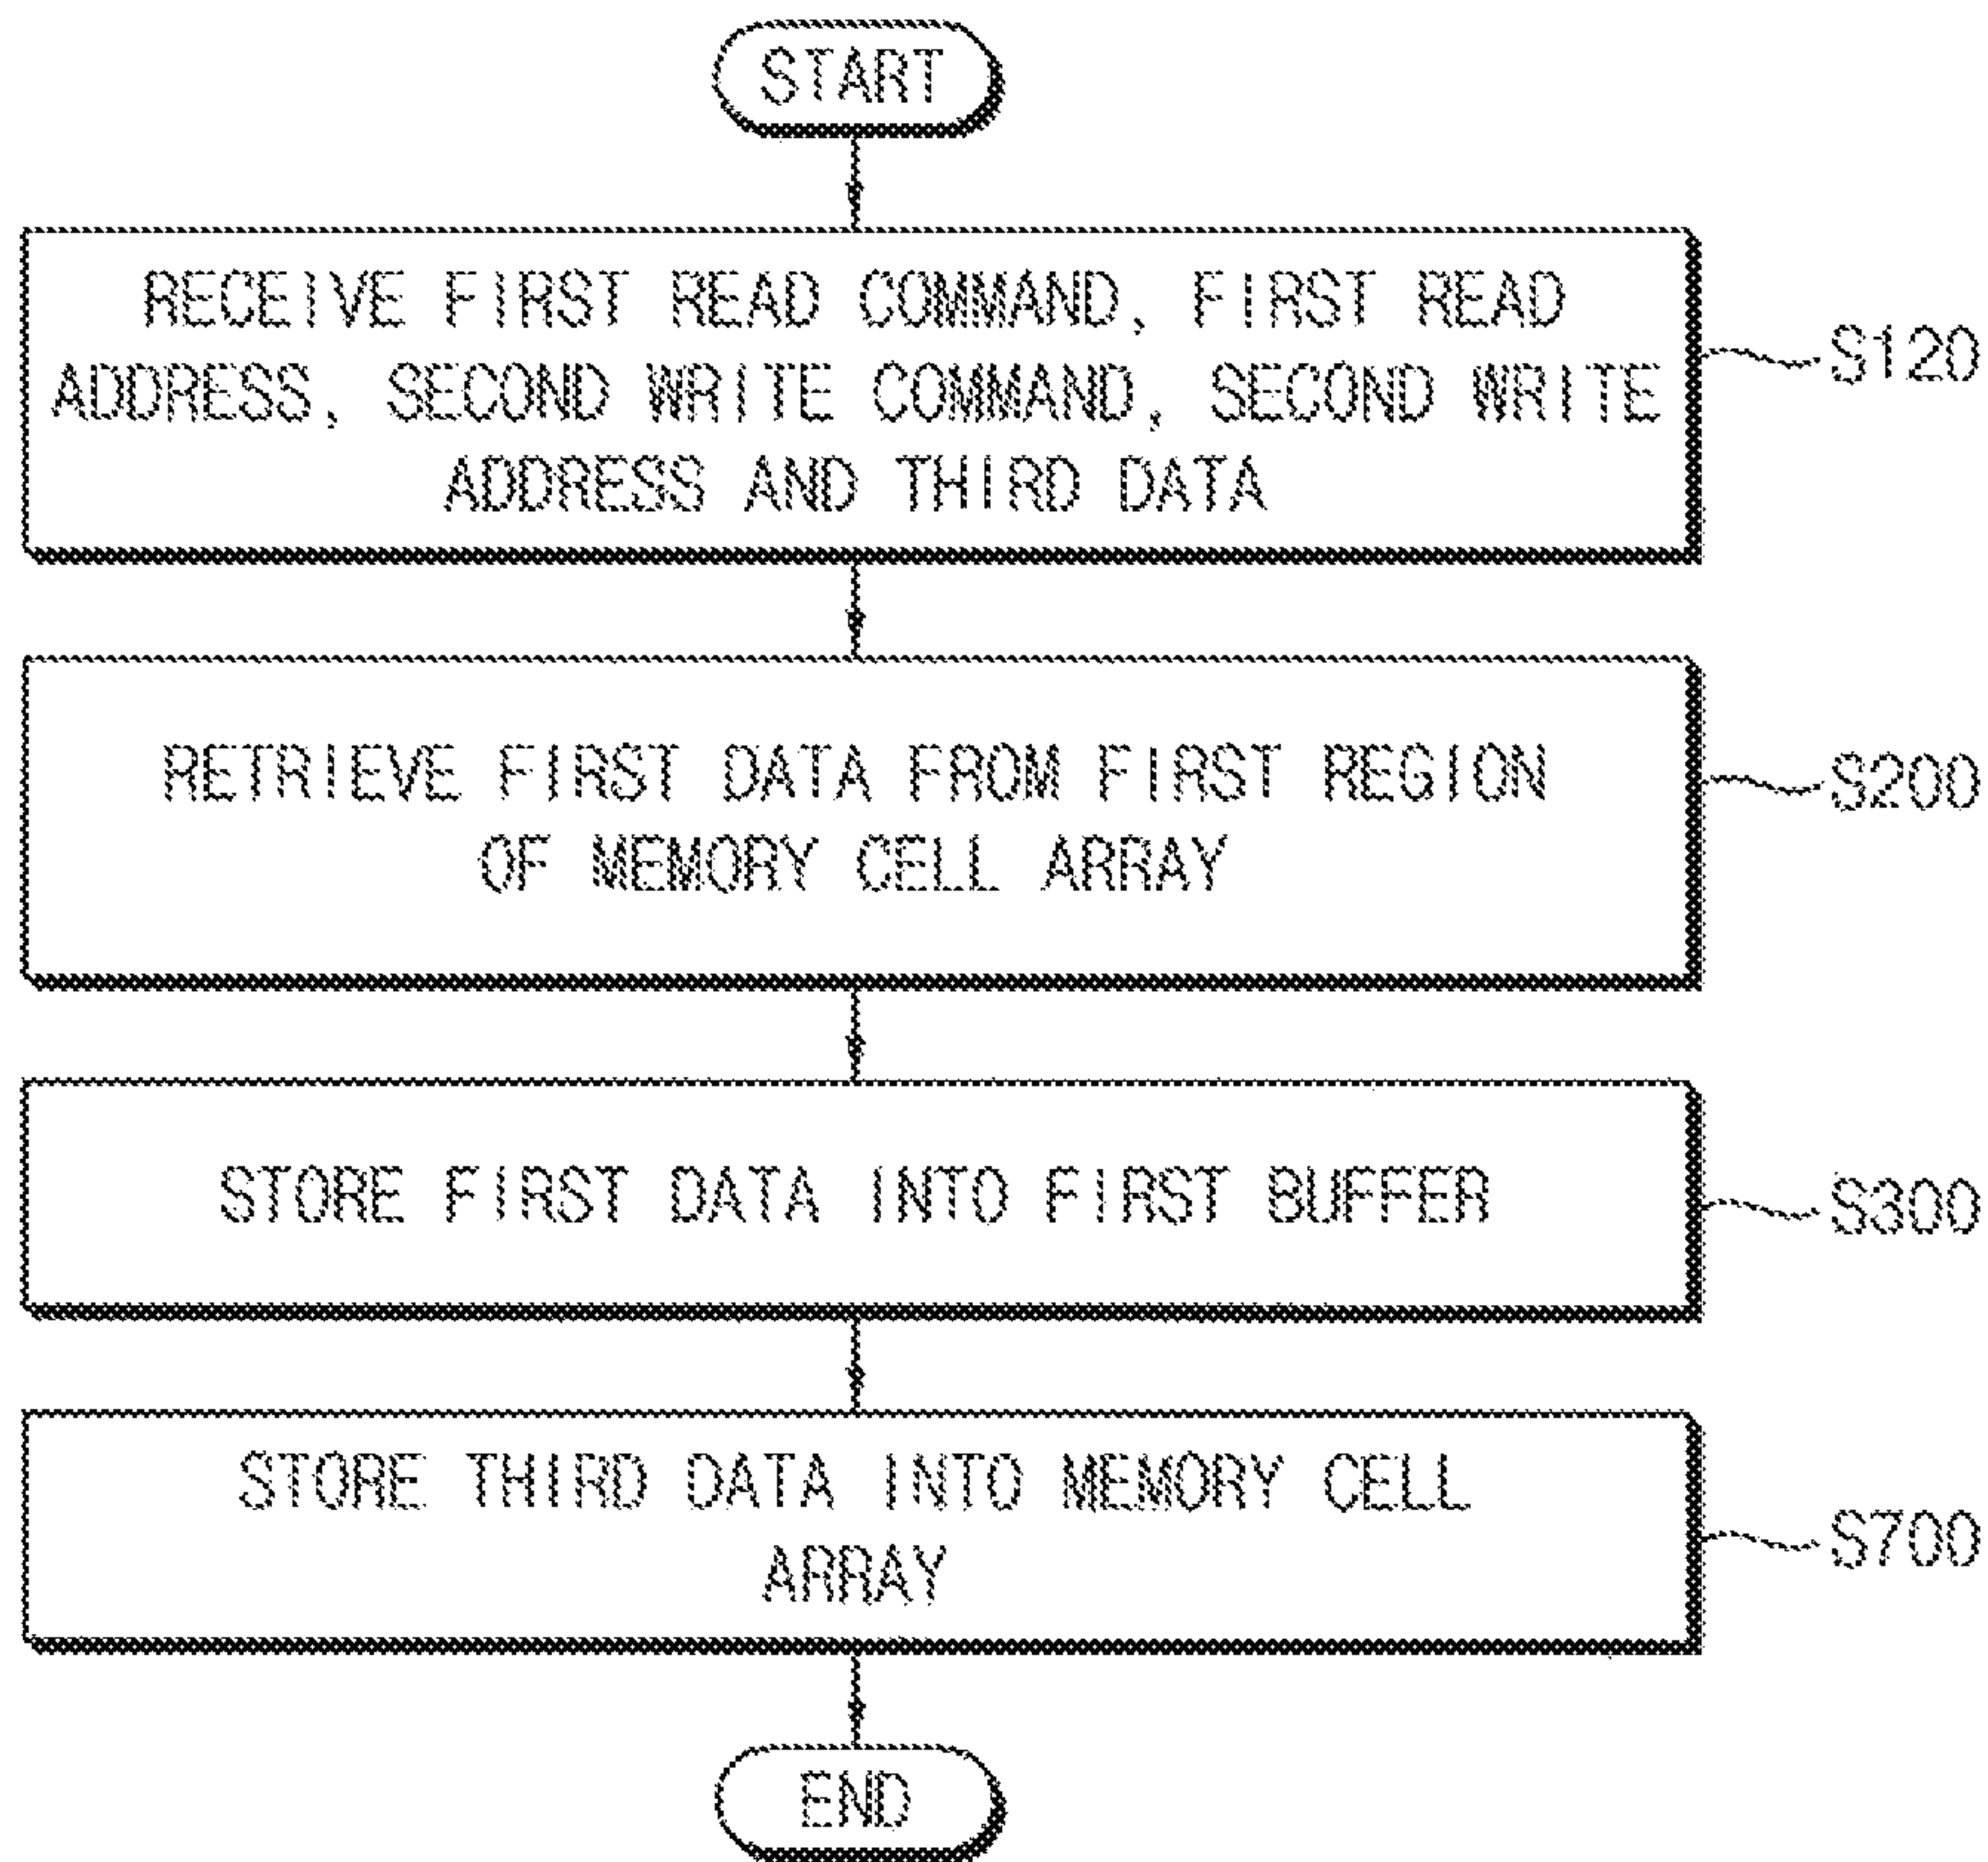 START
RECEIVE FIRST READ COMMAND, FIRST READ
ADDRESS, SECOND WRITE COMMAND, SECOND WRITE
ADDRESS AND THIRD DATA
S120
RETRIEVE FIRST DATA FROM FIRST REGION
OF MEMORY CELL ARRAY
S200
STORE FIRST DATA INTO FIRST BUFFER
S300
STORE THIRD DATA INTO MEMORY CELL
ARRAY
S700
END